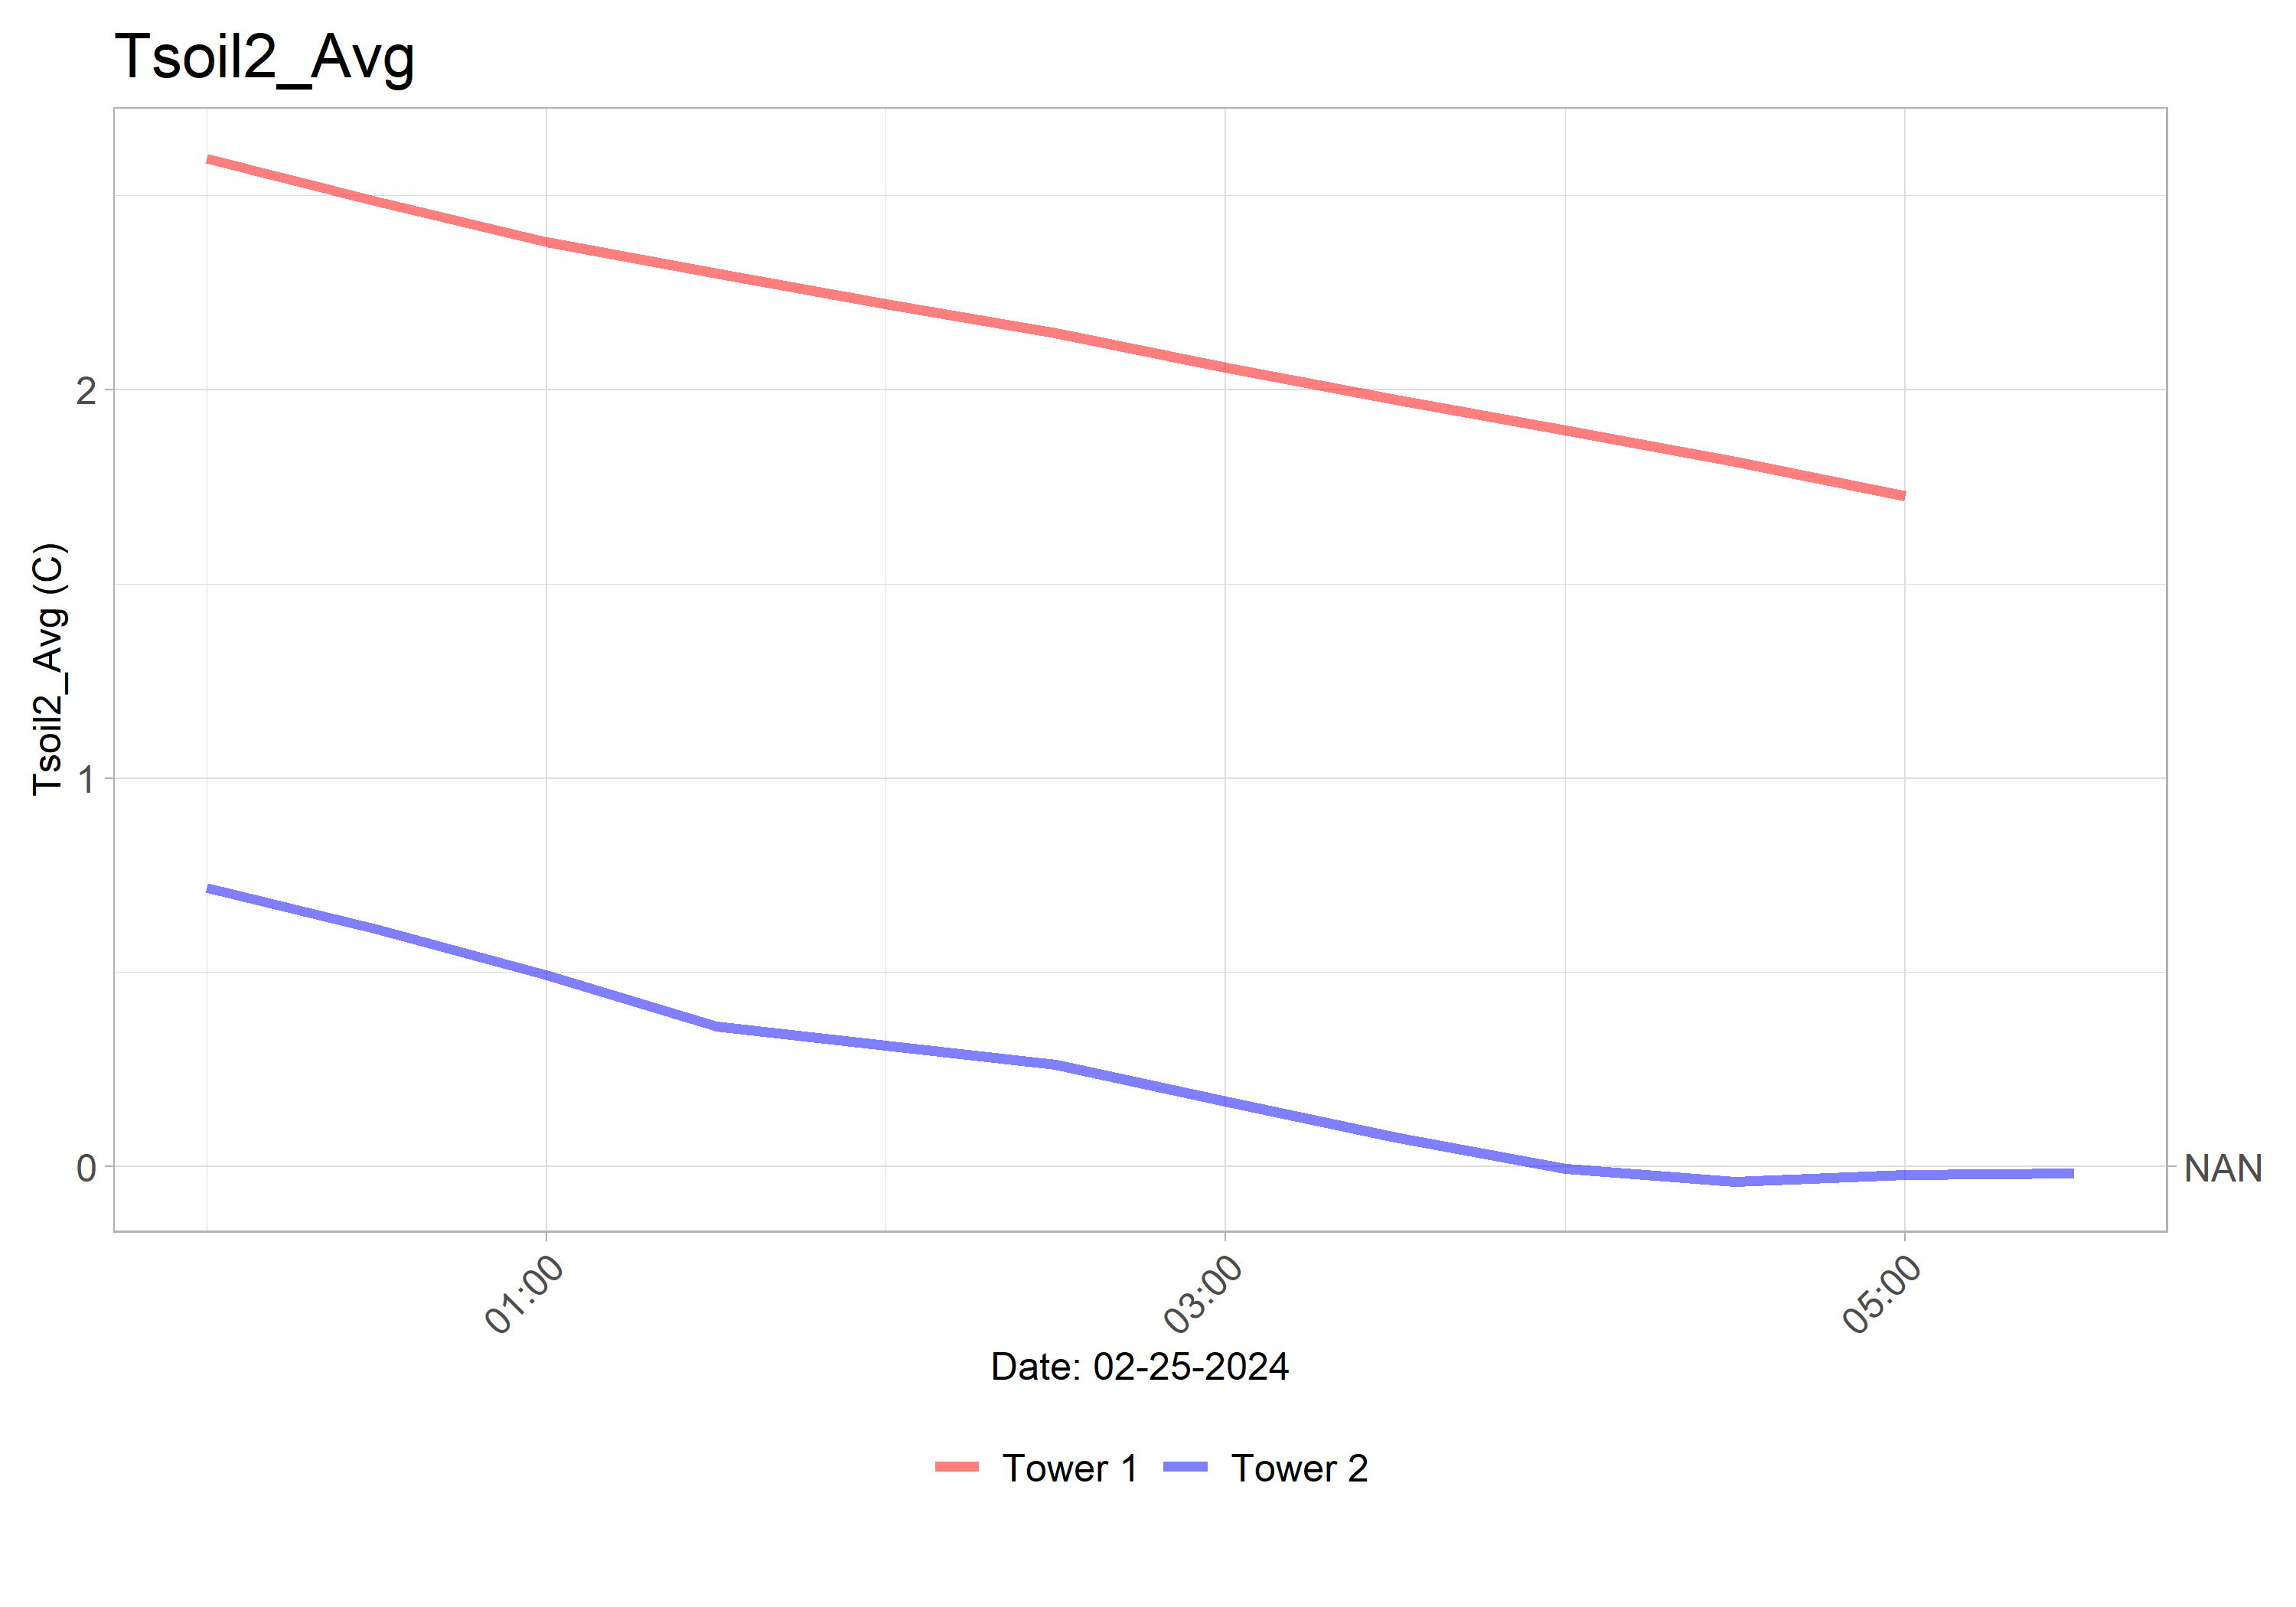 Tsoil2_Avg
Tsoil2_Avg (C)
2
1
0
NAN
01:00
03:00
05:00
Date: 02-25-2024
Tower 1
Tower 2